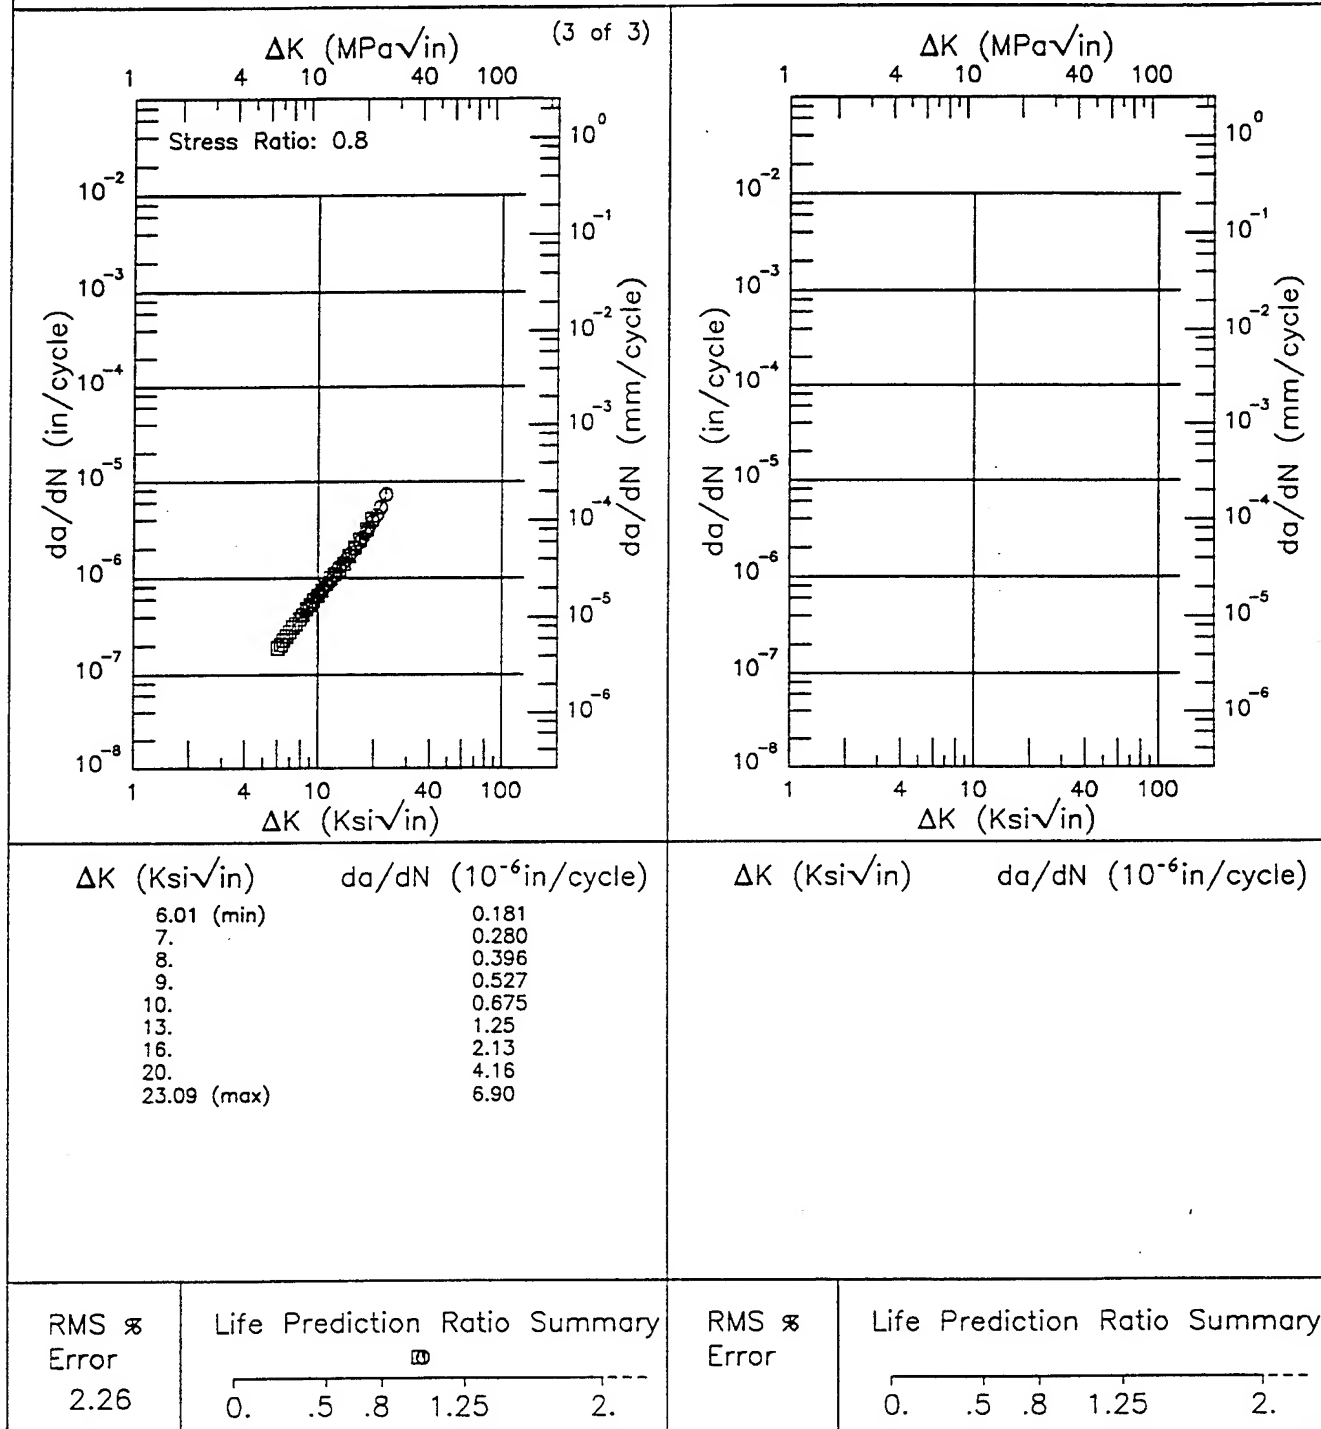 (3 of 3)
ΔK (MPa√in)
1 4 10 40 100
Stress Ratio: 0.8
da/dN (in/cycle)
10⁻²
10⁻³
10⁻⁴
10⁻⁵
10⁻⁶
10⁻⁷
10⁻⁸
10⁰
10⁻¹
10⁻²
10⁻³
10⁻⁴
10⁻⁵
10⁻⁶
da/dN (mm/cycle)
1 4 10 40 100
ΔK (Ksi√in)
ΔK (MPa√in)
1 4 10 40 100
da/dN (in/cycle)
10⁻²
10⁻³
10⁻⁴
10⁻⁵
10⁻⁶
10⁻⁷
10⁻⁸
10⁰
10⁻¹
10⁻²
10⁻³
10⁻⁴
10⁻⁵
10⁻⁶
da/dN (mm/cycle)
1 4 10 40 100
ΔK (Ksi√in)
ΔK (Ksi√in) da/dN (10⁻⁶in/cycle)
6.01 (min) 0.181
7. 0.280
8. 0.396
9. 0.527
10. 0.675
13. 1.25
16. 2.13
20. 4.16
23.09 (max) 6.90
ΔK (Ksi√in) da/dN (10⁻⁶in/cycle)
RMS %
Error
2.26
Life Prediction Ratio Summary
0. .5 .8 1.25 2.
RMS %
Error
Life Prediction Ratio Summary
0. .5 .8 1.25 2.